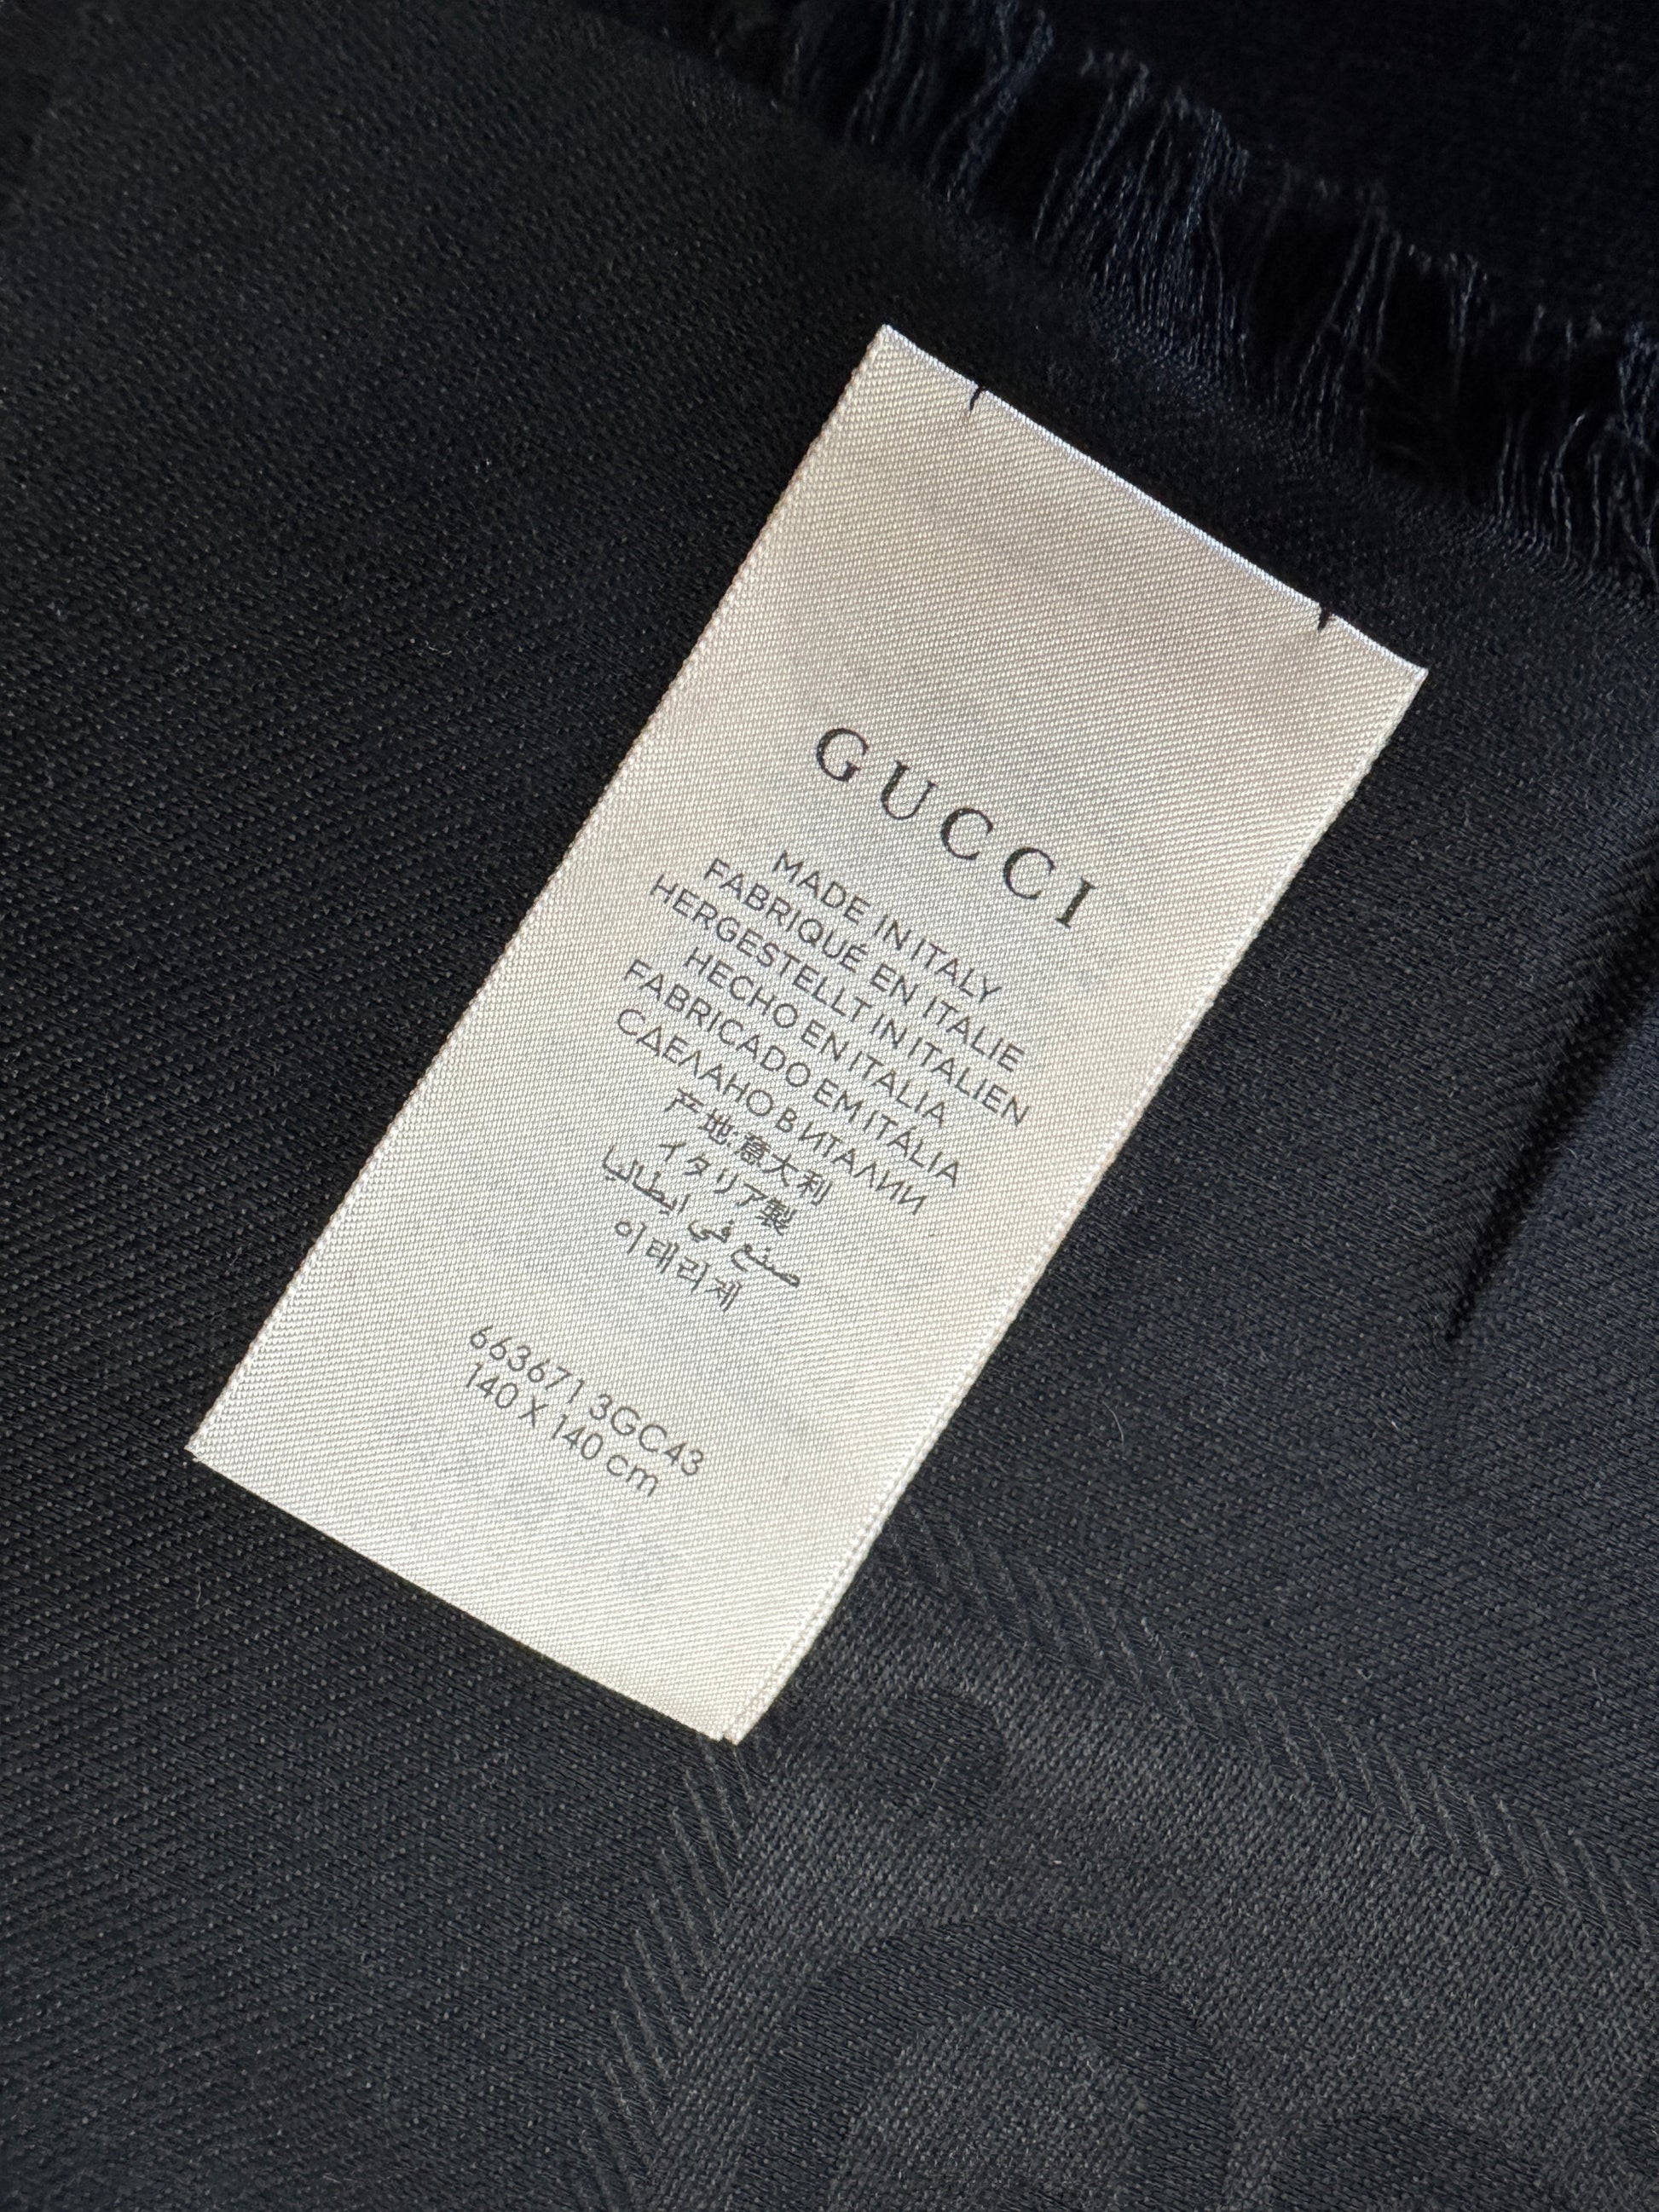 GUCCI
MADE IN ITALY
FABRIQUÉ EN ITALIE
HERGESTELLT IN ITALIEN
HECHO EN ITALIA
FABRICADO EM ITÁLIA
СДЕЛАНО В ИТАЛИИ
产地:意大利
イタリア製
صنع في ايطاليا
이태리제
663671 3GC43
140 X 140 cm